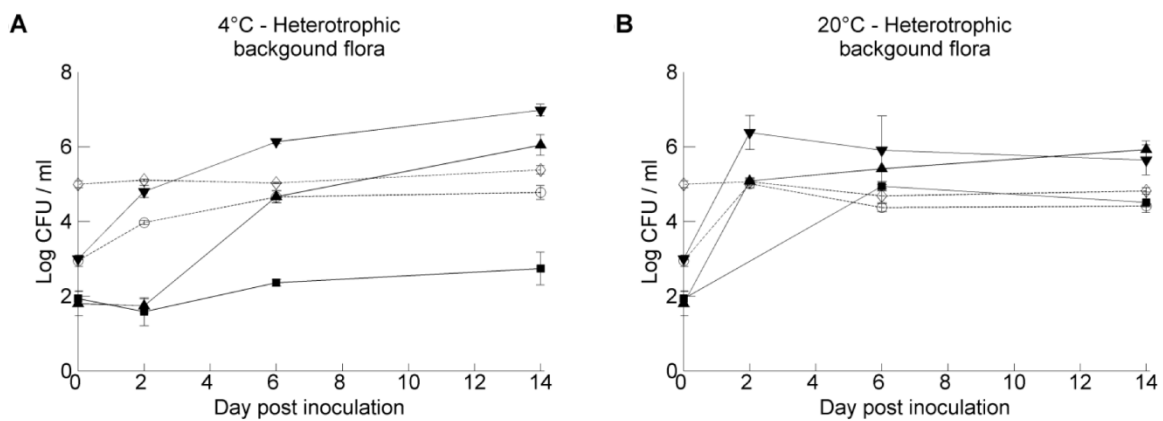 A
4°C - Heterotrophic
backgound flora
8
6
4
2
0
Log CFU / ml
0 2 4 6 8 10 12 14
Day post inoculation
B
20°C - Heterotrophic
backgound flora
8
6
4
2
0
Log CFU / ml
0 2 4 6 8 10 12 14
Day post inoculation